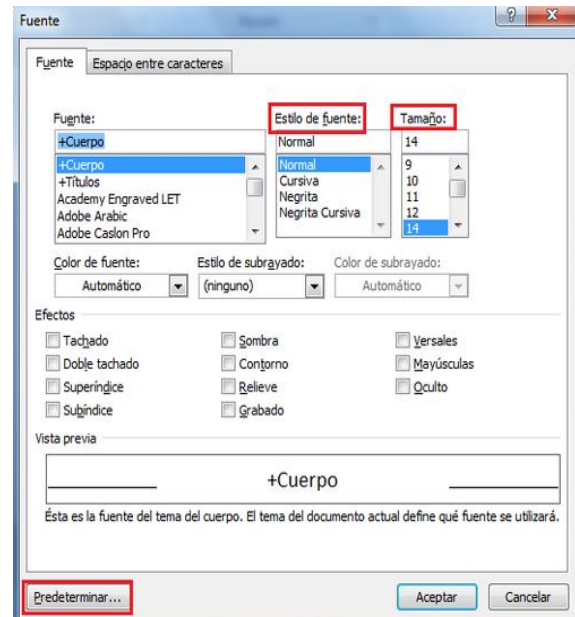 Fuente
Fuente Espacio entre caracteres
Fuente: Estilo de fuente: Tamaño:
+Cuerpo Normal 14
+Cuerpo Normal 9
+Títulos Cursiva 10
Academy Engraved LET Negrita 11
Adobe Arabic Negrita Cursiva 12
Adobe Caslon Pro 14
Color de fuente: Estilo de subrayado: Color de subrayado:
Automático (ninguno) Automático
Efectos
Tachado Sombra Versales
Doble tachado Contorno Mayúsculas
Superíndice Relieve Oculto
Subíndice Grabado
Vista previa
+Cuerpo
Ésta es la fuente del tema del cuerpo. El tema del documento actual define qué fuente se utilizará.
Predeterminar... Aceptar Cancelar